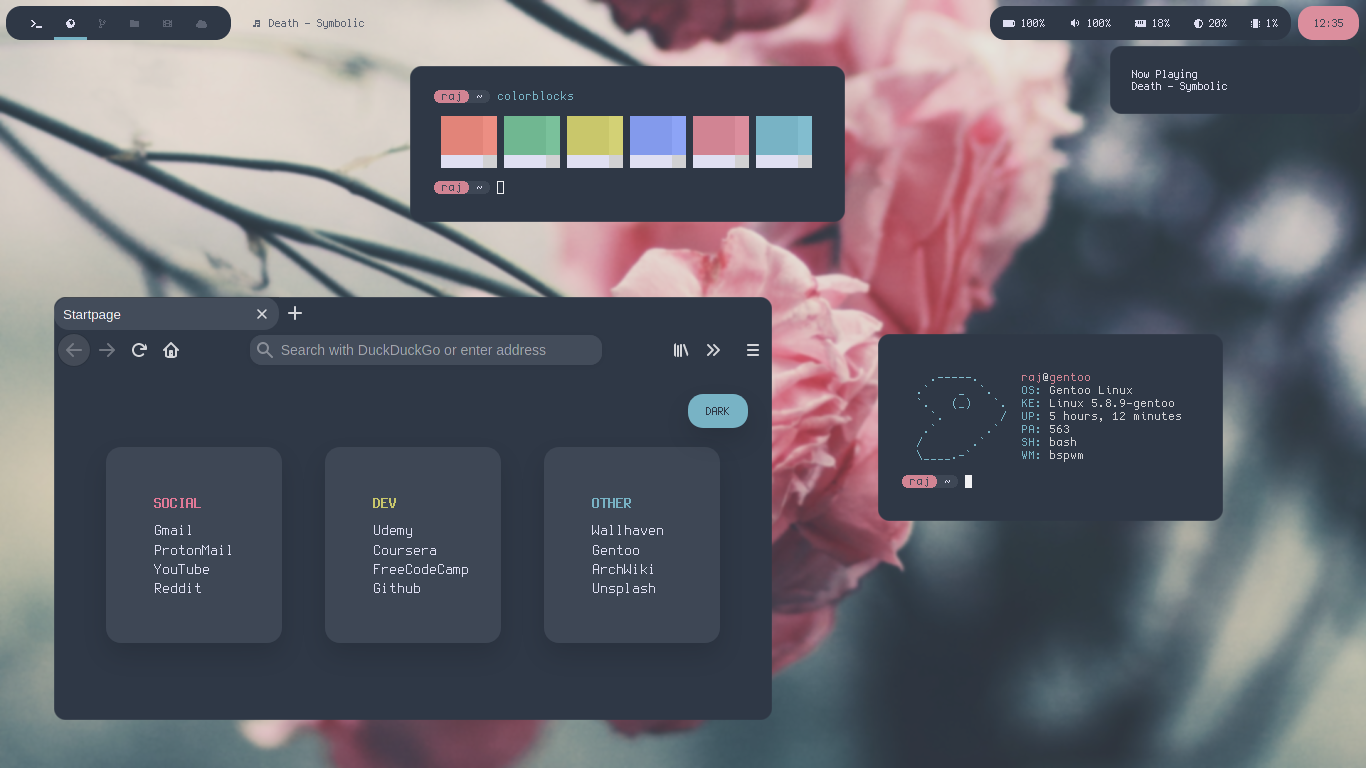 Death - Symbolic
100%
100%
18%
20%
1%
12:35
Now Playing
Death - Symbolic
raj ~ colorblocks
raj ~
Startpage
Search with DuckDuckGo or enter address
DARK
SOCIAL
Gmail
ProtonMail
YouTube
Reddit
DEV
Udemy
Coursera
FreeCodeCamp
Github
OTHER
Wallhaven
Gentoo
ArchWiki
Unsplash
raj@gentoo
OS: Gentoo Linux
KE: Linux 5.8.9-gentoo
UP: 5 hours, 12 minutes
PA: 563
SH: bash
WM: bspwm
raj ~